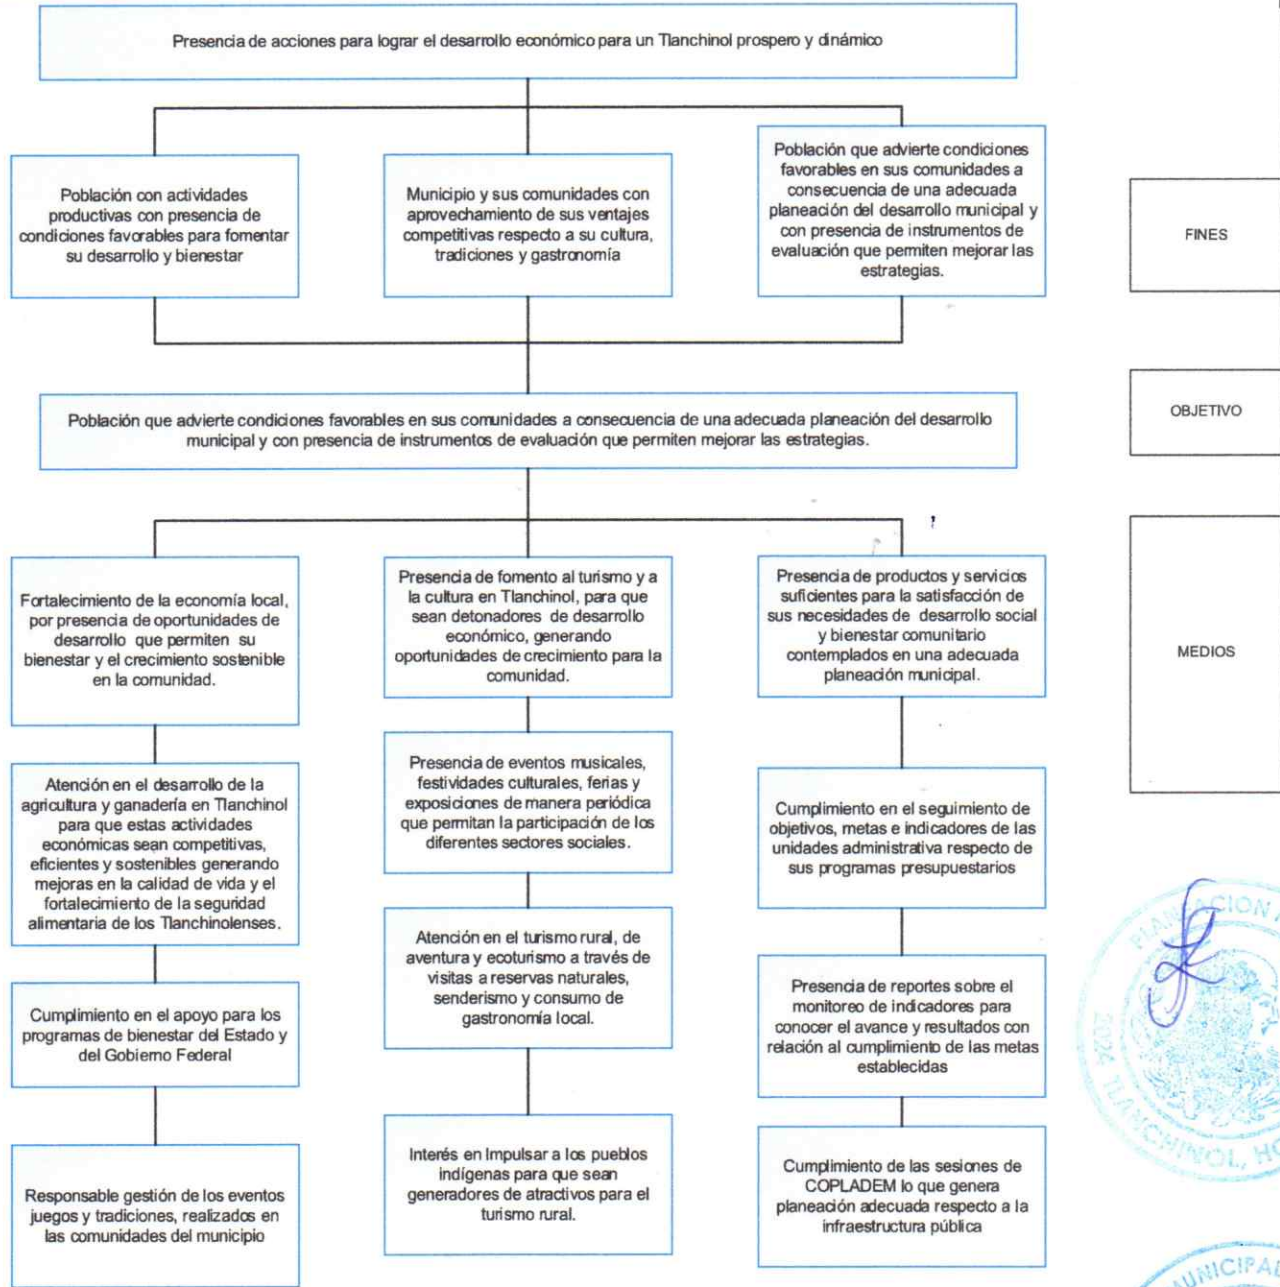 Presencia de acciones para lograr el desarrollo económico para un Tlanchinol prospero y dinámico
Población con actividades
productivas con presencia de
condiciones favorables para fomentar
su desarrollo y bienestar
Municipio y sus comunidades con
aprovechamiento de sus ventajes
competitivas respecto a su cultura,
tradiciones y gastronomía
Población que advierte condiciones
favorables en sus comunidades a
consecuencia de una adecuada
planeación del desarrollo municipal y
con presencia de instrumentos de
evaluación que permiten mejorar las
estrategias.
FINES
Población que advierte condiciones favorables en sus comunidades a consecuencia de una adecuada planeación del desarrollo
municipal y con presencia de instrumentos de evaluación que permiten mejorar las estrategias.
OBJETIVO
Fortalecimiento de la economía local,
por presencia de oportunidades de
desarrollo que permiten su
bienestar y el crecimiento sostenible
en la comunidad.
Presencia de fomento al turismo y a
la cultura en Tlanchinol, para que
sean detonadores de desarrollo
económico, generando
oportunidades de crecimiento para la
comunidad.
Presencia de productos y servicios
suficientes para la satisfacción de
sus necesidades de desarrollo social
y bienestar comunitario
contemplados en una adecuada
planeación municipal.
MEDIOS
Atención en el desarrollo de la
agricultura y ganadería en Tlanchinol
para que estas actividades
económicas sean competitivas,
eficientes y sostenibles generando
mejoras en la calidad de vida y el
fortalecimiento de la seguridad
alimentaria de los Tlanchinolenses.
Presencia de eventos musicales,
festividades culturales, ferias y
exposiciones de manera periódica
que permitan la participación de los
diferentes sectores sociales.
Cumplimiento en el seguimiento de
objetivos, metas e indicadores de las
unidades administrativa respecto de
sus programas presupuestarios
Cumplimiento en el apoyo para los
programas de bienestar del Estado y
del Gobierno Federal
Atención en el turismo rural, de
aventura y ecoturismo a través de
visitas a reservas naturales,
senderismo y consumo de
gastronomía local.
Presencia de reportes sobre el
monitoreo de indicadores para
conocer el avance y resultados con
relación al cumplimiento de las metas
establecidas
Responsable gestión de los eventos
juegos y tradiciones, realizados en
las comunidades del municipio
Interés en Impulsar a los pueblos
indígenas para que sean
generadores de atractivos para el
turismo rural.
Cumplimiento de las sesiones de
COPLADEM lo que genera
planeación adecuada respecto a la
infraestructura pública
TLANCHINOL,